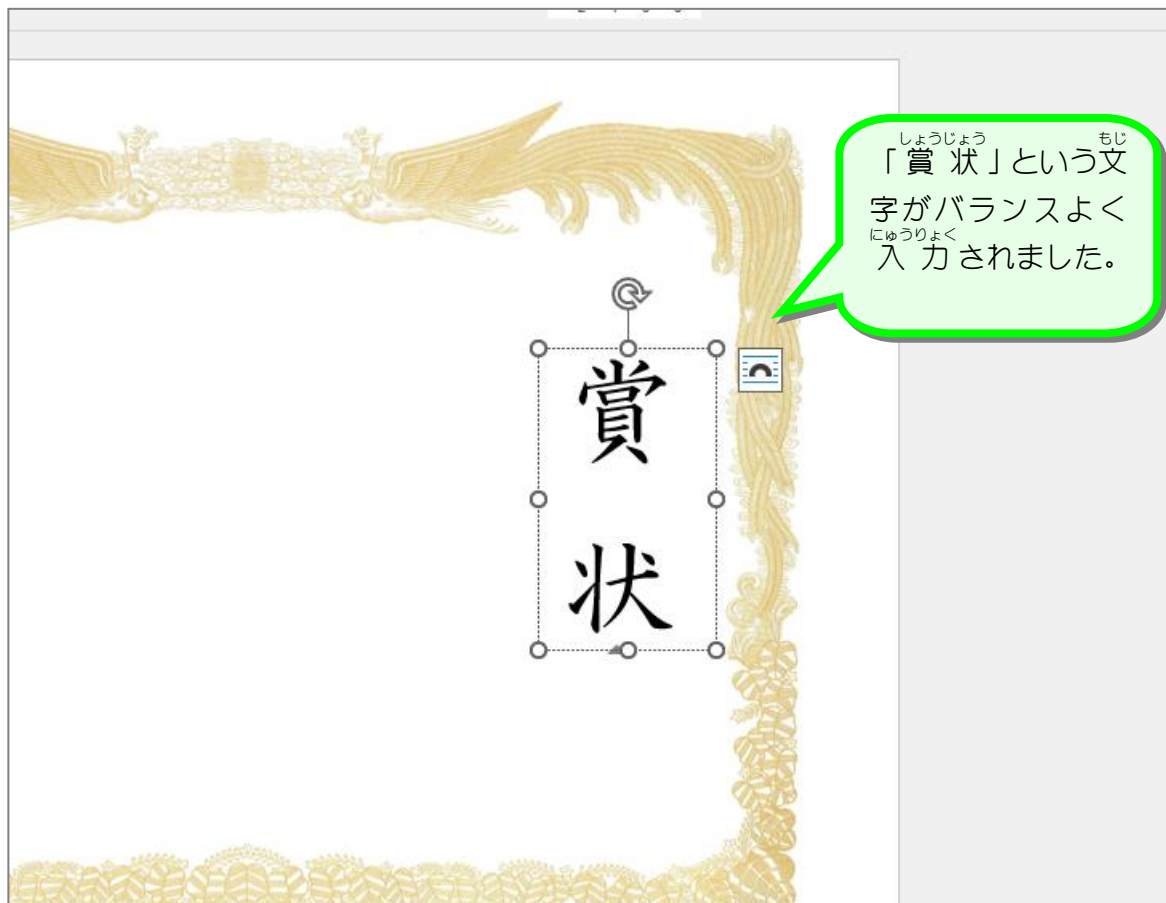 「賞状」という文
字がバランスよく
入力されました。
しょうじょう
もじ
にゅうりょく
賞
状